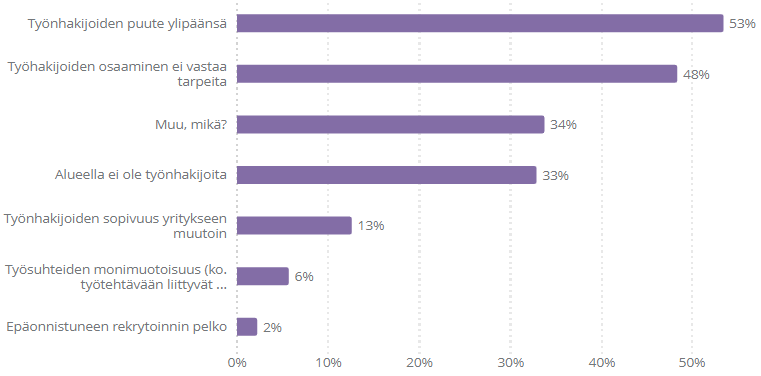 Työnhakijoiden puute ylipäänsä
53%
Työhakijoiden osaaminen ei vastaa
tarpeita
48%
Muu, mikä?
34%
Alueella ei ole työnhakijoita
33%
Työnhakijoiden sopivuus yritykseen
muutoin
13%
Työsuhteiden monimuotoisuus (ko.
työtehtävään liittyvät ...
6%
Epäonnistuneen rekrytoinnin pelko
2%
0% 10% 20% 30% 40% 50%